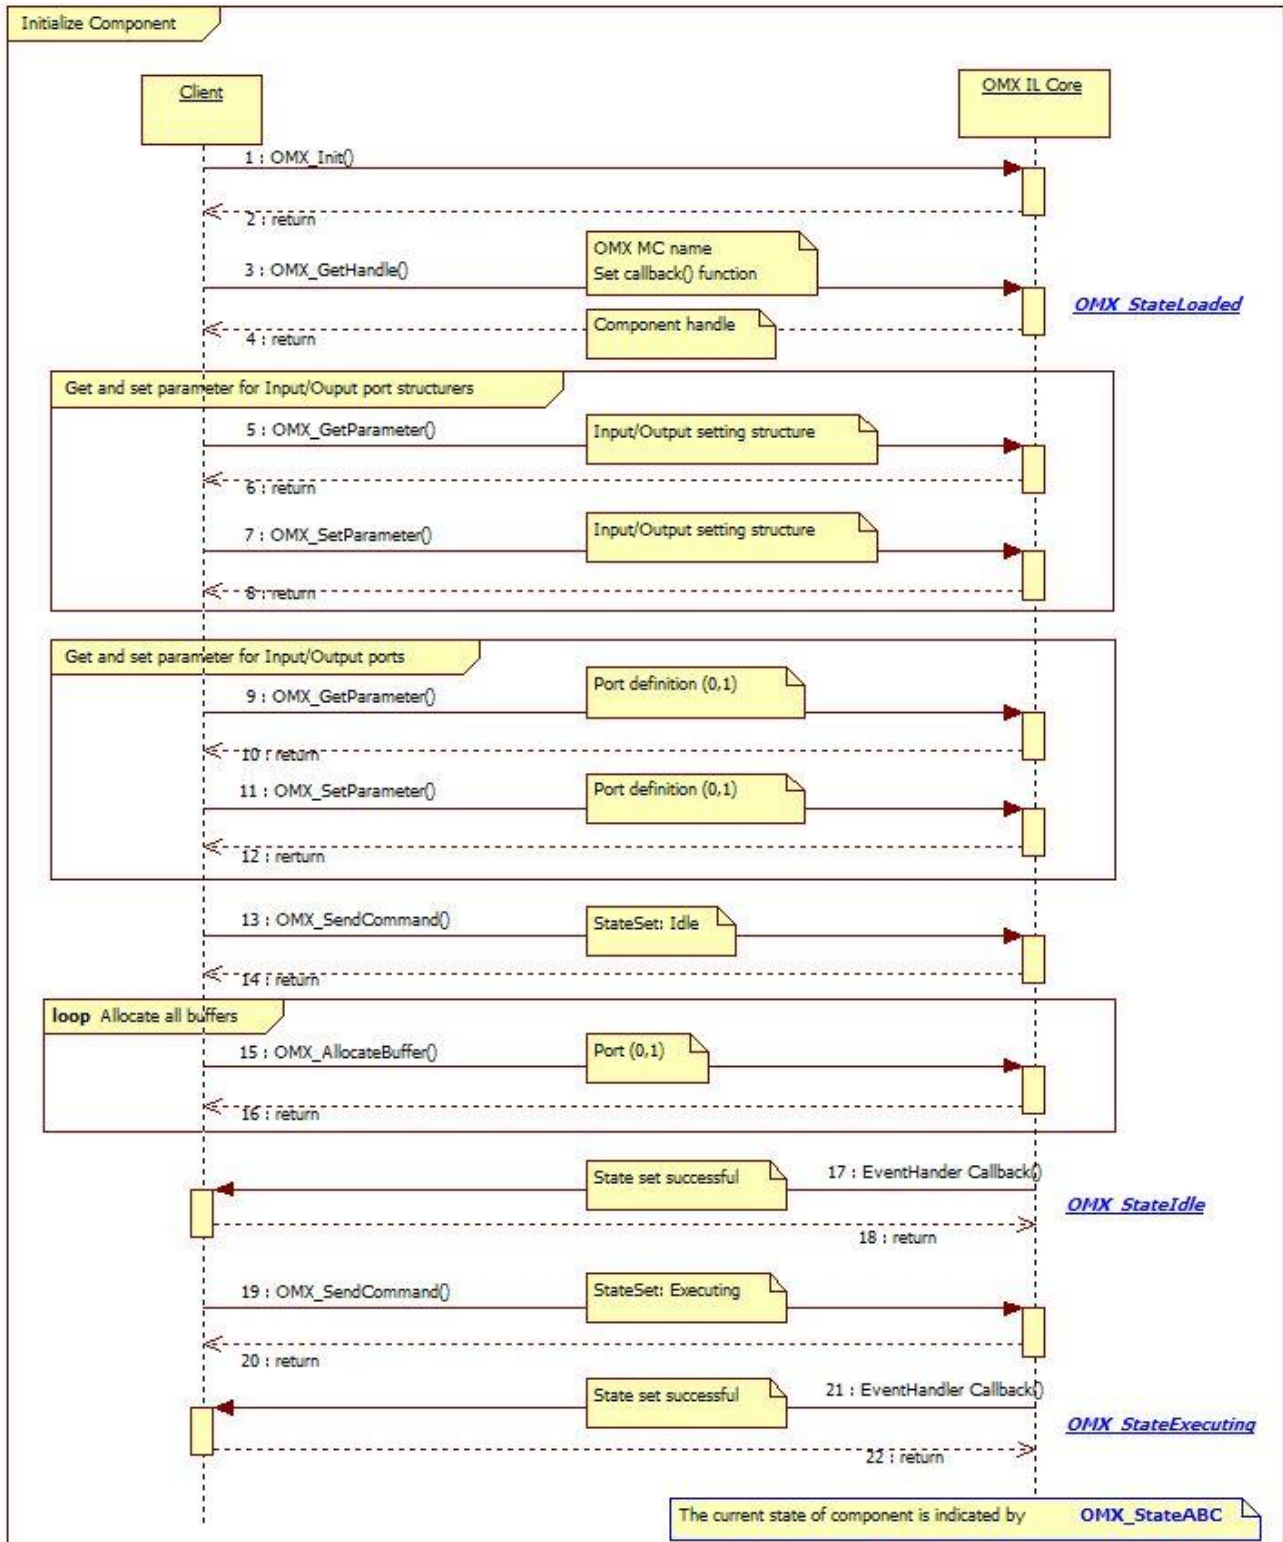 Initialize Component
Client
OMX IL Core
1 : OMX_Init()
2 : return
OMX MC name
3 : OMX_GetHandle()
Set callback() function
OMX_StateLoaded
Component handle
4 : return
Get and set parameter for Input/Ouput port structurers
5 : OMX_GetParameter()
Input/Output setting structure
6 : return
7 : OMX_SetParameter()
Input/Output setting structure
8 : return
Get and set parameter for Input/Output ports
9 : OMX_GetParameter()
Port definition (0,1)
10 : return
11 : OMX_SetParameter()
Port definition (0,1)
12 : rerturn
13 : OMX_SendCommand()
StateSet: Idle
14 : return
loop Allocate all buffers
15 : OMX_AllocateBuffer()
Port (0,1)
16 : return
State set successful
17 : EventHander Callback()
OMX_StateIdle
18 : return
19 : OMX_SendCommand()
StateSet: Executing
20 : return
State set successful
21 : EventHandler Callback()
OMX_StateExecuting
22 : return
The current state of component is indicated by OMX_StateABC